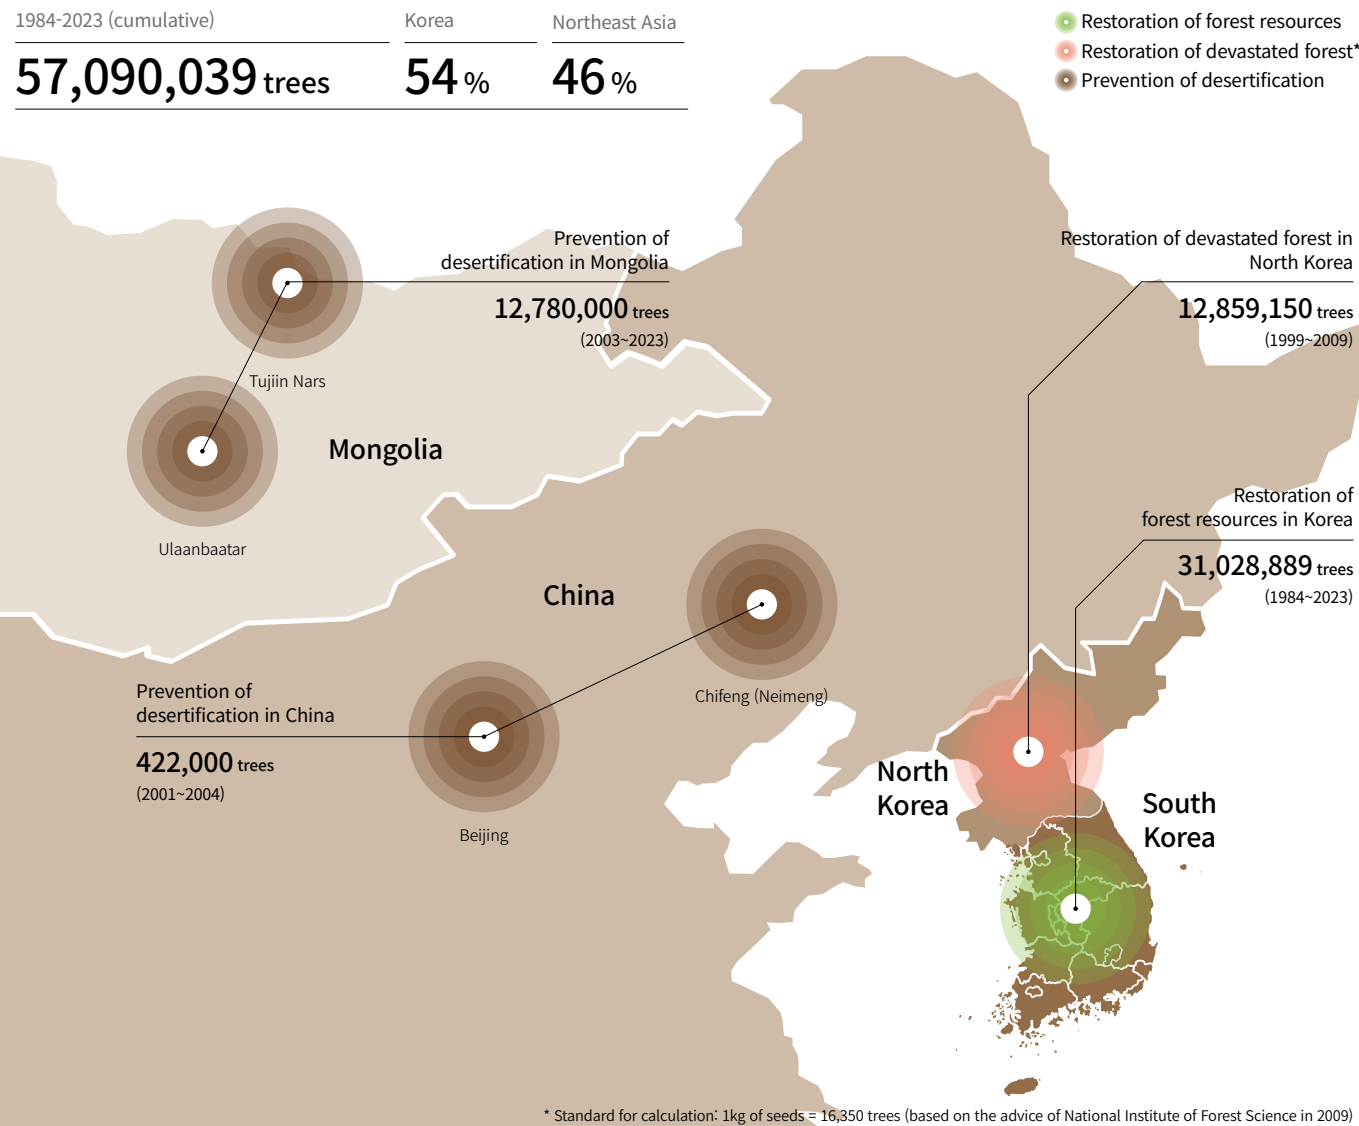 1984-2023 (cumulative)
57,090,039 trees
Korea
54 %
Northeast Asia
46 %
Restoration of forest resources
Restoration of devastated forest*
Prevention of desertification
Prevention of
desertification in Mongolia
12,780,000 trees
(2003~2023)
Restoration of devastated forest in
North Korea
12,859,150 trees
(1999~2009)
Tujiin Nars
Mongolia
Ulaanbaatar
Restoration of
forest resources in Korea
31,028,889 trees
(1984~2023)
China
Chifeng (Neimeng)
Prevention of
desertification in China
422,000 trees
(2001~2004)
Beijing
North
Korea
South
Korea
* Standard for calculation: 1kg of seeds = 16,350 trees (based on the advice of National Institute of Forest Science in 2009)